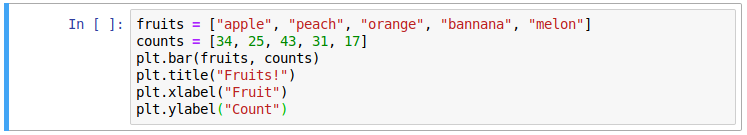 In [ ]: fruits = ["apple", "peach", "orange", "bannana", "melon"]
counts = [34, 25, 43, 31, 17]
plt.bar(fruits, counts)
plt.title("Fruits!")
plt.xlabel("Fruit")
plt.ylabel("Count")